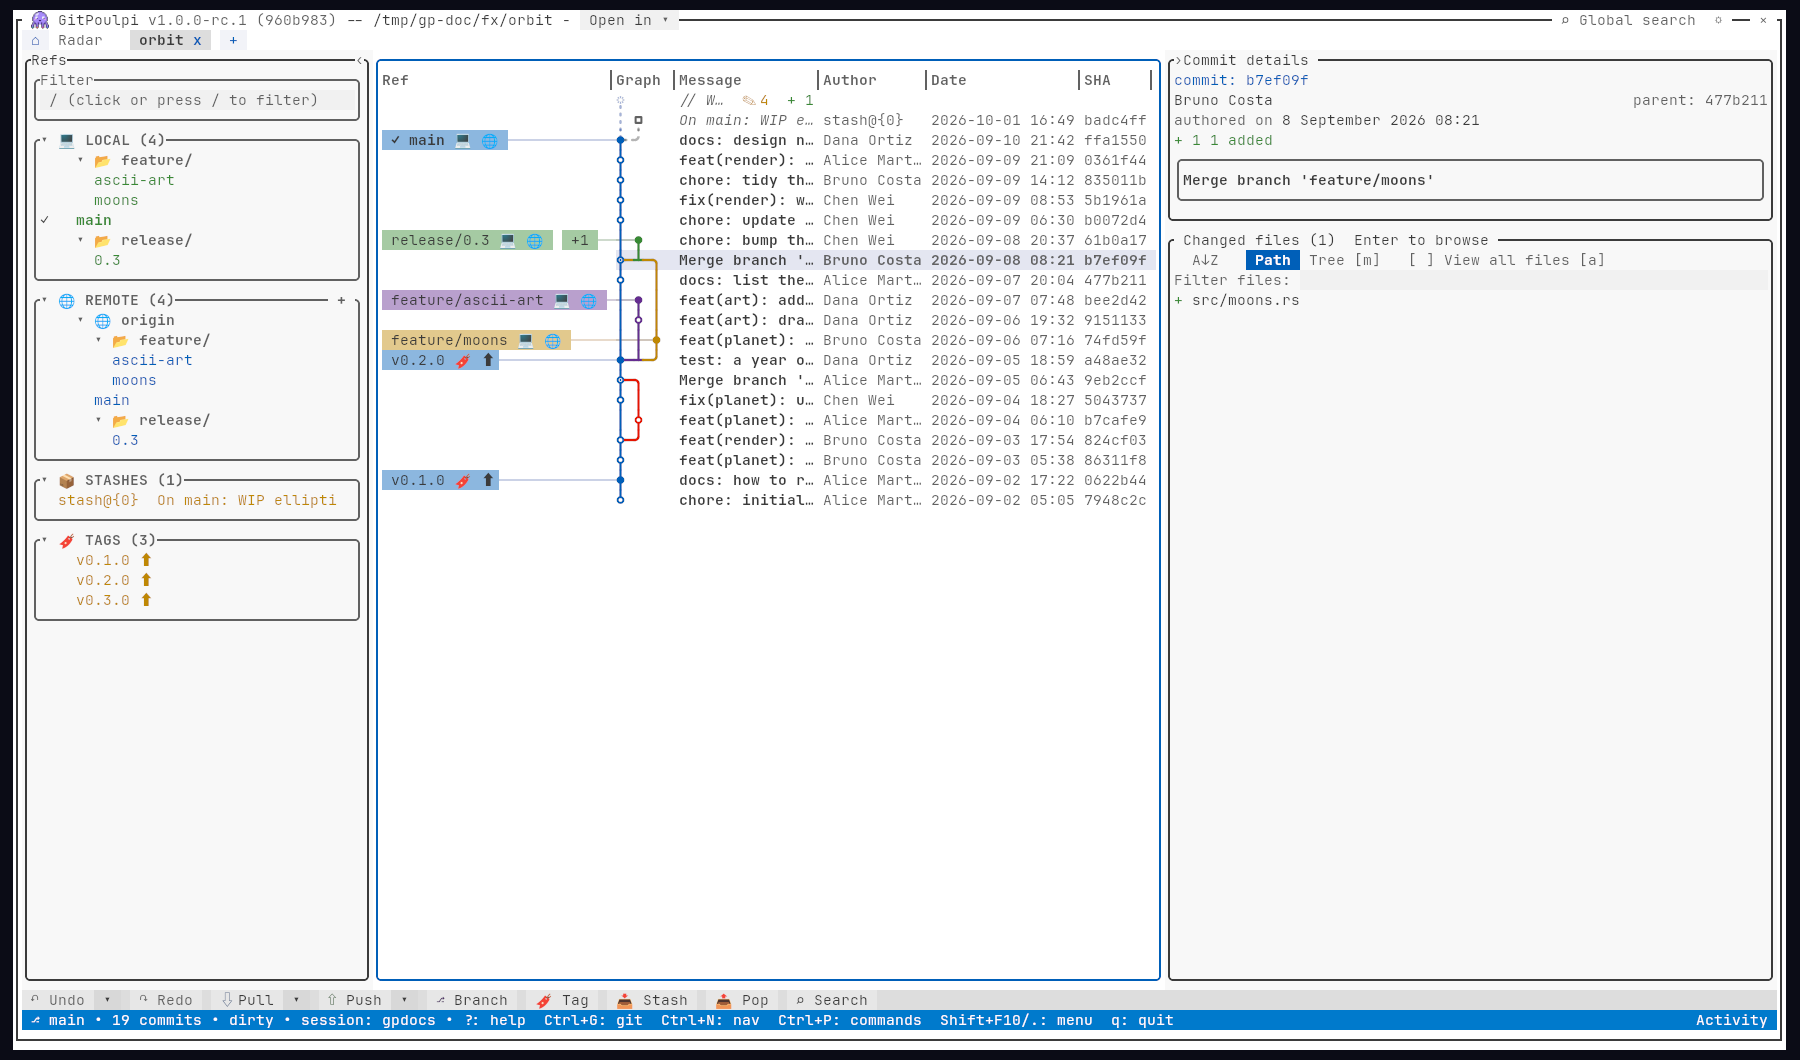 GitPoulpi v1.0.0-rc.1 (960b983) -- /tmp/gp-doc/fx/orbit - Open in ▾ ⌕ Global search ☼ ×
⌂ Radar orbit x +
Refs ‹
Filter
/ (click or press / to filter)
▾ LOCAL (4)
▾ feature/
ascii-art
moons
✓ main
▾ release/
0.3
▾ REMOTE (4) +
▾ origin
▾ feature/
ascii-art
moons
main
▾ release/
0.3
▾ STASHES (1)
stash@{0} On main: WIP ellipti
▾ TAGS (3)
v0.1.0 ⬆
v0.2.0 ⬆
v0.3.0 ⬆
Ref Graph Message Author Date SHA
// W… ✎4 + 1
On main: WIP e… stash@{0} 2026-10-01 16:49 badc4ff
✓ main docs: design n… Dana Ortiz 2026-09-10 21:42 ffa1550
feat(render): … Alice Mart… 2026-09-09 21:09 0361f44
chore: tidy th… Bruno Costa 2026-09-09 14:12 835011b
fix(render): w… Chen Wei 2026-09-09 08:53 5b1961a
chore: update … Chen Wei 2026-09-09 06:30 b0072d4
release/0.3 +1 chore: bump th… Chen Wei 2026-09-08 20:37 61b0a17
Merge branch '… Bruno Costa 2026-09-08 08:21 b7ef09f
docs: list the… Alice Mart… 2026-09-07 20:04 477b211
feature/ascii-art feat(art): add… Dana Ortiz 2026-09-07 07:48 bee2d42
feat(art): dra… Dana Ortiz 2026-09-06 19:32 9151133
feature/moons feat(planet): … Bruno Costa 2026-09-06 07:16 74fd59f
v0.2.0 ⬆ test: a year o… Dana Ortiz 2026-09-05 18:59 a48ae32
Merge branch '… Alice Mart… 2026-09-05 06:43 9eb2ccf
fix(planet): u… Chen Wei 2026-09-04 18:27 5043737
feat(planet): … Alice Mart… 2026-09-04 06:10 b7cafe9
feat(render): … Bruno Costa 2026-09-03 17:54 824cf03
feat(planet): … Bruno Costa 2026-09-03 05:38 86311f8
v0.1.0 ⬆ docs: how to r… Alice Mart… 2026-09-02 17:22 0622b44
chore: initial… Alice Mart… 2026-09-02 05:05 7948c2c
› Commit details
commit: b7ef09f
Bruno Costa parent: 477b211
authored on 8 September 2026 08:21
+ 1 1 added
Merge branch 'feature/moons'
Changed files (1) Enter to browse
A↓Z Path Tree [m] [ ] View all files [a]
Filter files:
+ src/moons.rs
Undo ▾ Redo Pull ▾ Push ▾ Branch Tag Stash Pop ⌕ Search
main • 19 commits • dirty • session: gpdocs • ?: help Ctrl+G: git Ctrl+N: nav Ctrl+P: commands Shift+F10/.: menu q: quit Activity